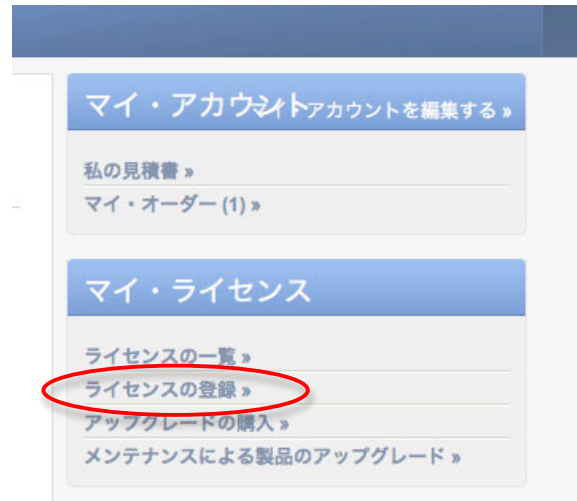 マイ・アカウント
マイ・アカウントを編集する »
私の見積書 »
マイ・オーダー (1) »
マイ・ライセンス
ライセンスの一覧 »
ライセンスの登録 »
アップグレードの購入 »
メンテナンスによる製品のアップグレード »